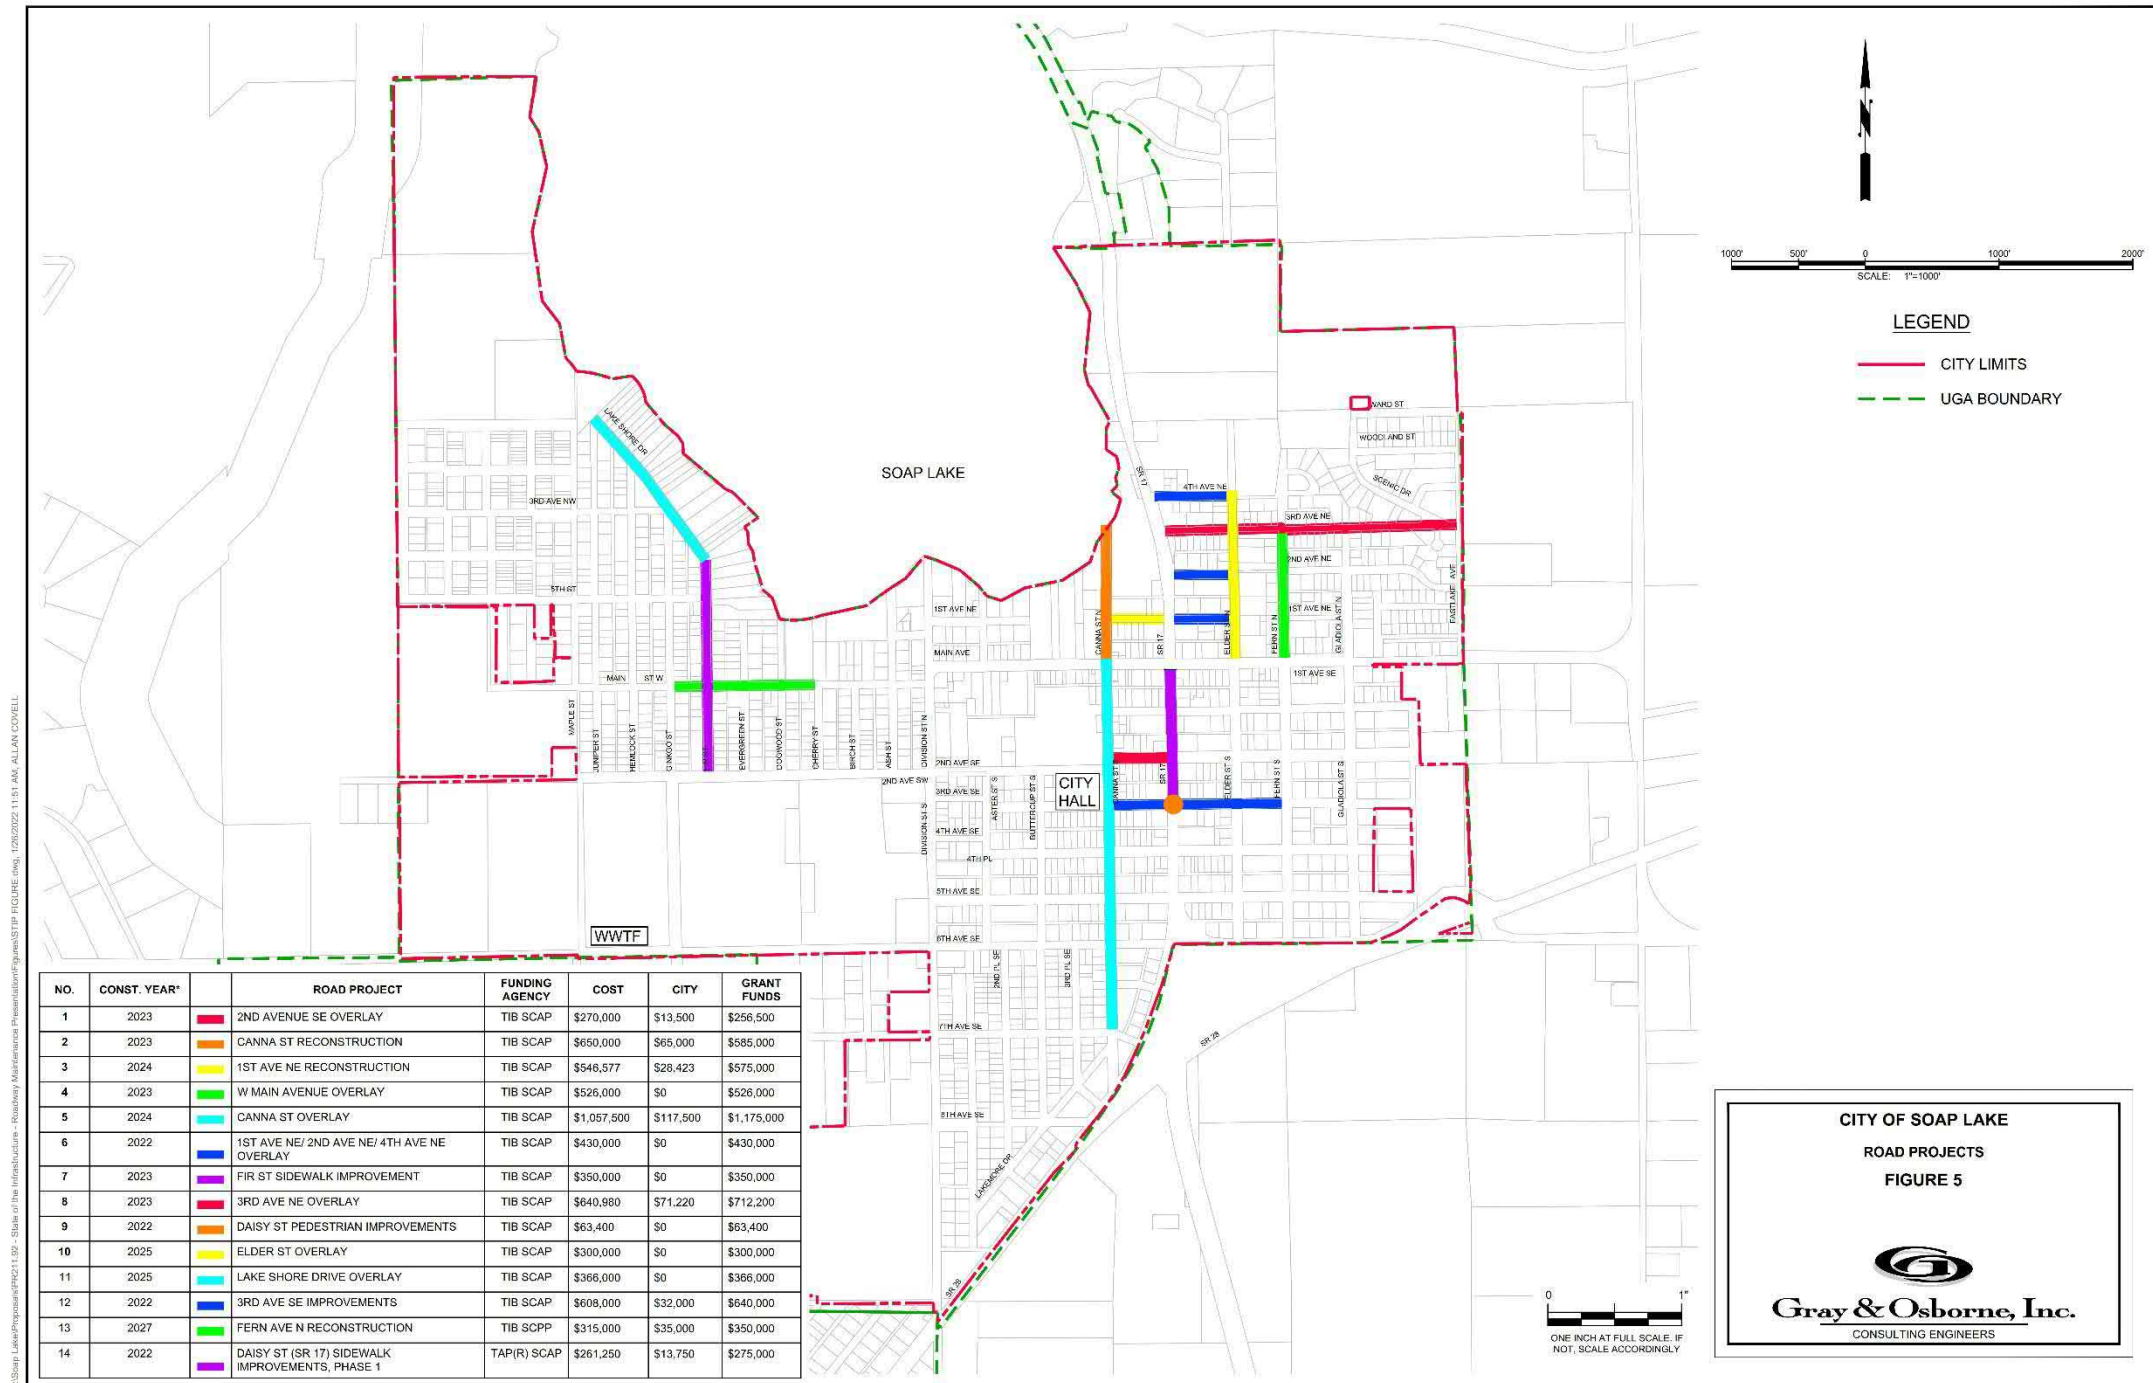 1000' 500' 0 1000' 2000'
SCALE: 1"=1000'
LEGEND
CITY LIMITS
UGA BOUNDARY
SOAP LAKE
LAKE SHORE DR
3RD AVE NW
5TH ST
MAIN ST W
MAPLE ST
JUNIPER ST
HEMLOCK ST
GINKGO ST
EVERGREEN ST
DOGWOOD ST
CHERRY ST
BIRCH ST
ASH ST
DIVISION ST N
SR 17
4TH AVE NE
3RD AVE NE
2ND AVE NE
1ST AVE NE
1ST AVE NE
MAIN AVE
1ST AVE SE
WARD ST
WOODLAND ST
SCENIC DR
EASTLAKE AVE
CANNA ST N
SR 17
ELDER ST N
FERN ST N
GLADIOLA ST N
2ND AVE SE
2ND AVE SW
3RD AVE SE
4TH AVE SE
4TH PL
5TH AVE SE
6TH AVE SE
7TH AVE SE
8TH AVE SE
DIVISION ST S
ASTER ST S
BUTTERCUP ST S
CANNA ST S
SR 17
ELDER ST S
FERN ST S
GLADIOLA ST S
2ND PL SE
3RD PL SE
LAKEMORE DR
SR 28
SR 28
CITY
HALL
WWTF
NO. CONST. YEAR* ROAD PROJECT FUNDING AGENCY COST CITY GRANT FUNDS
1 2023 2ND AVENUE SE OVERLAY TIB SCAP $270,000 $13,500 $256,500
2 2023 CANNA ST RECONSTRUCTION TIB SCAP $650,000 $65,000 $585,000
3 2024 1ST AVE NE RECONSTRUCTION TIB SCAP $546,577 $28,423 $575,000
4 2023 W MAIN AVENUE OVERLAY TIB SCAP $526,000 $0 $526,000
5 2024 CANNA ST OVERLAY TIB SCAP $1,057,500 $117,500 $1,175,000
6 2022 1ST AVE NE/ 2ND AVE NE/ 4TH AVE NE OVERLAY TIB SCAP $430,000 $0 $430,000
7 2023 FIR ST SIDEWALK IMPROVEMENT TIB SCAP $350,000 $0 $350,000
8 2023 3RD AVE NE OVERLAY TIB SCAP $640,980 $71,220 $712,200
9 2022 DAISY ST PEDESTRIAN IMPROVEMENTS TIB SCAP $63,400 $0 $63,400
10 2025 ELDER ST OVERLAY TIB SCAP $300,000 $0 $300,000
11 2025 LAKE SHORE DRIVE OVERLAY TIB SCAP $366,000 $0 $366,000
12 2022 3RD AVE SE IMPROVEMENTS TIB SCAP $608,000 $32,000 $640,000
13 2027 FERN AVE N RECONSTRUCTION TIB SCPP $315,000 $35,000 $350,000
14 2022 DAISY ST (SR 17) SIDEWALK IMPROVEMENTS, PHASE 1 TAP(R) SCAP $261,250 $13,750 $275,000
0 1"
ONE INCH AT FULL SCALE. IF
NOT, SCALE ACCORDINGLY
CITY OF SOAP LAKE
ROAD PROJECTS
FIGURE 5
Gray & Osborne, Inc.
CONSULTING ENGINEERS